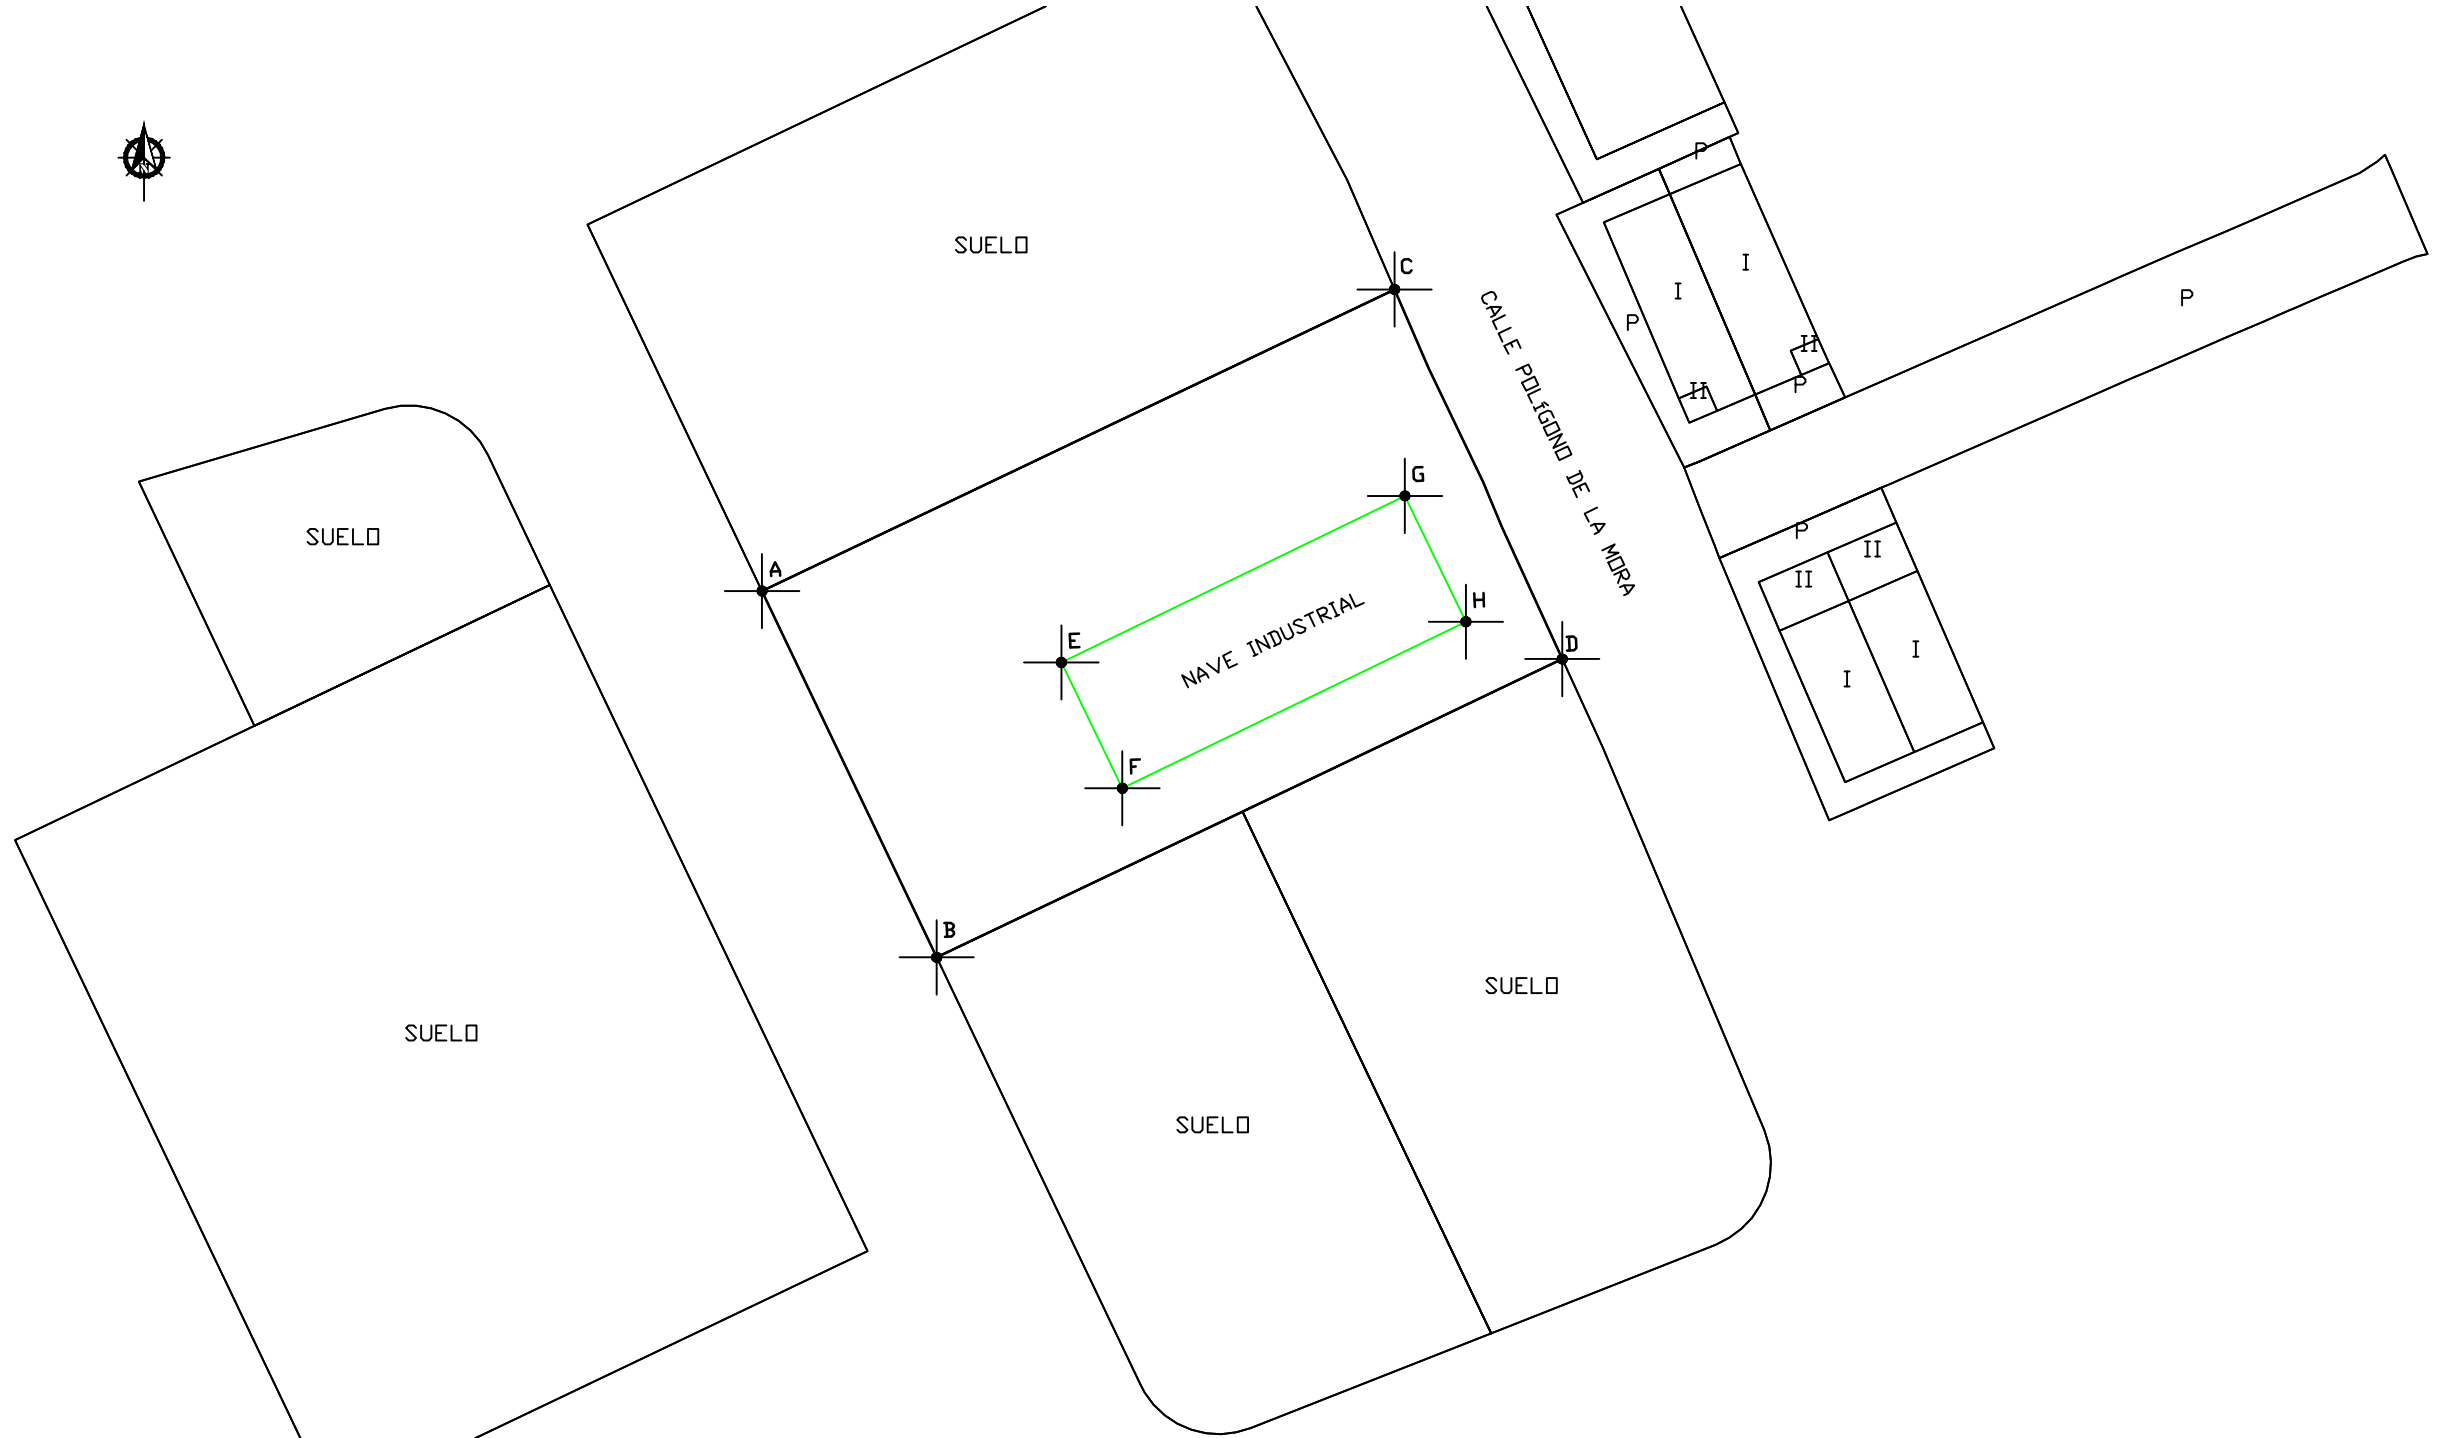 P
N
SUELO
C
I
I
P
P
CALLE POLÍGONO DE LA MORA
II
II
P
G
P
SUELO
II
A
II
H
NAVE INDUSTRIAL
E
D
I
I
F
B
SUELO
SUELO
SUELO